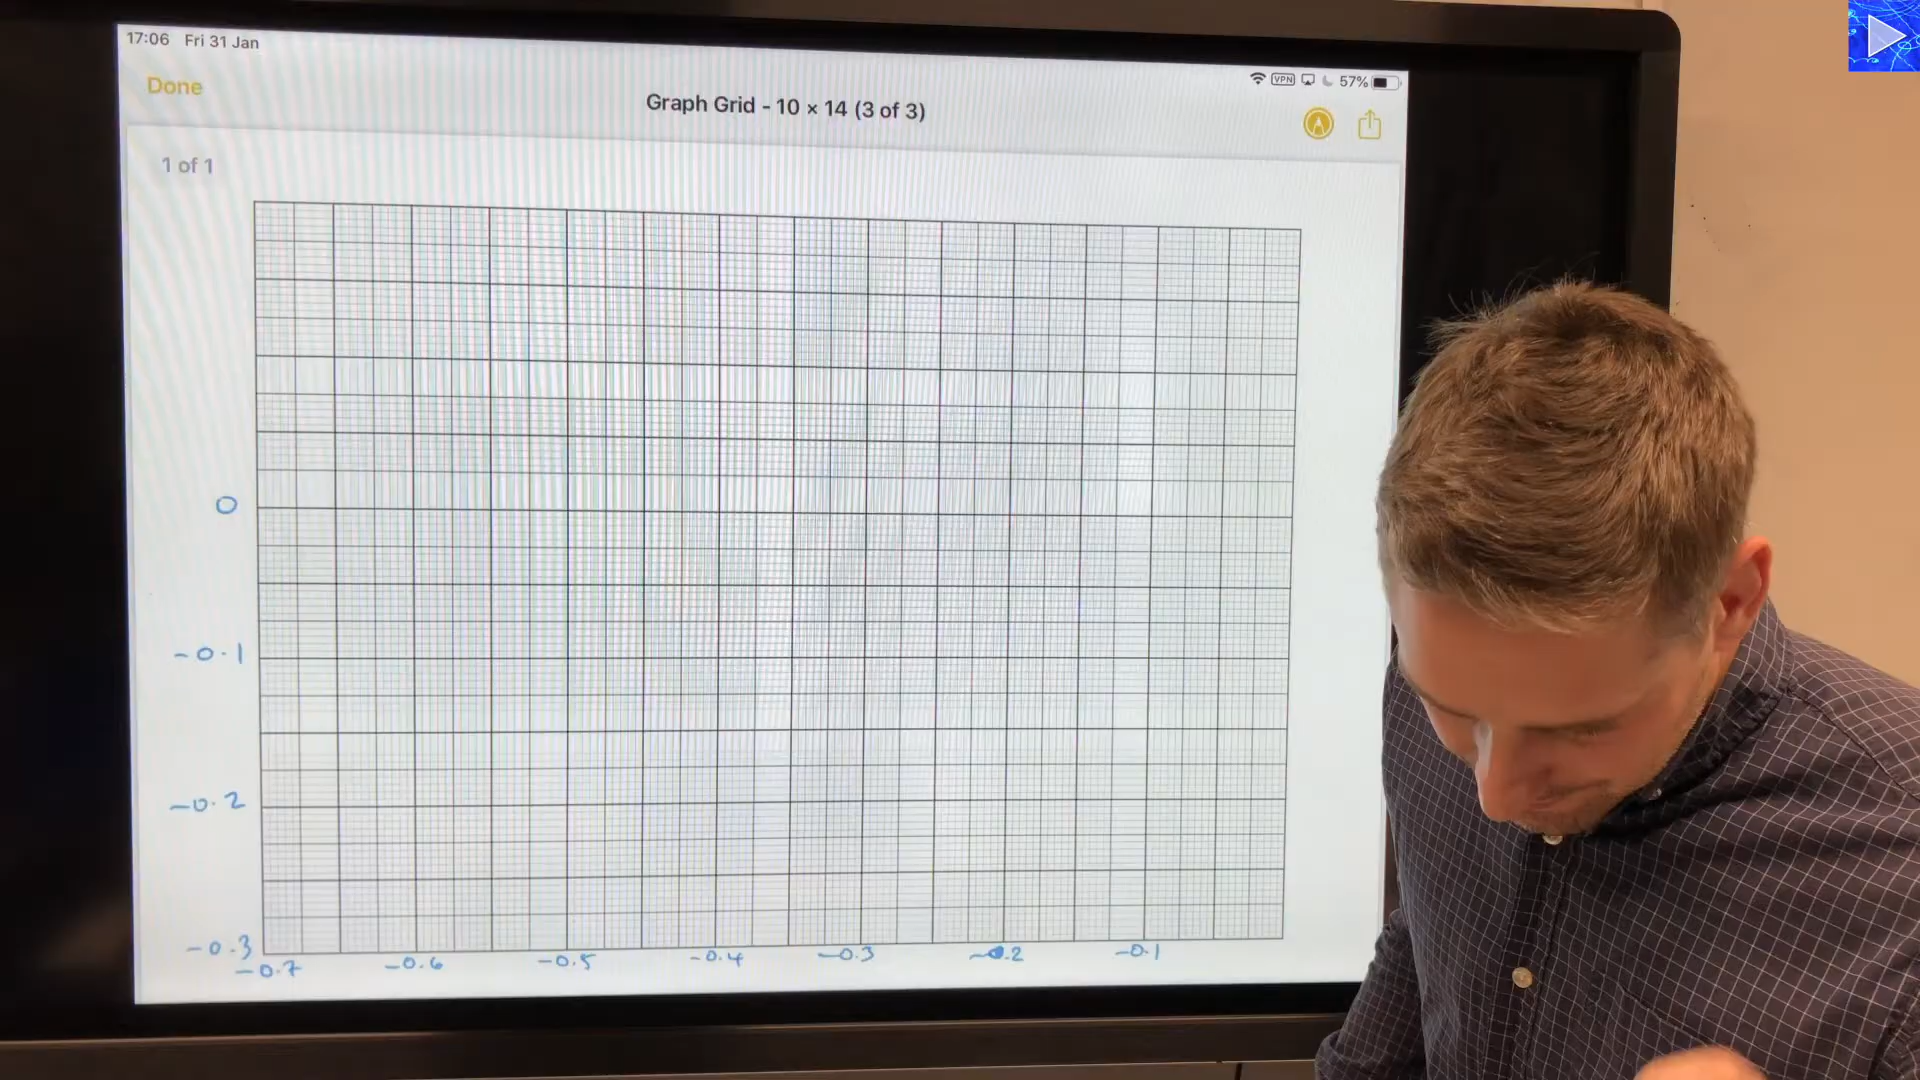 17:06 Fri 31 Jan
VPN 57%
Done
Graph Grid - 10 × 14 (3 of 3)
1 of 1
0
-0.1
-0.2
-0.3
-0.7 -0.6 -0.5 -0.4 -0.3 -0.2 -0.1